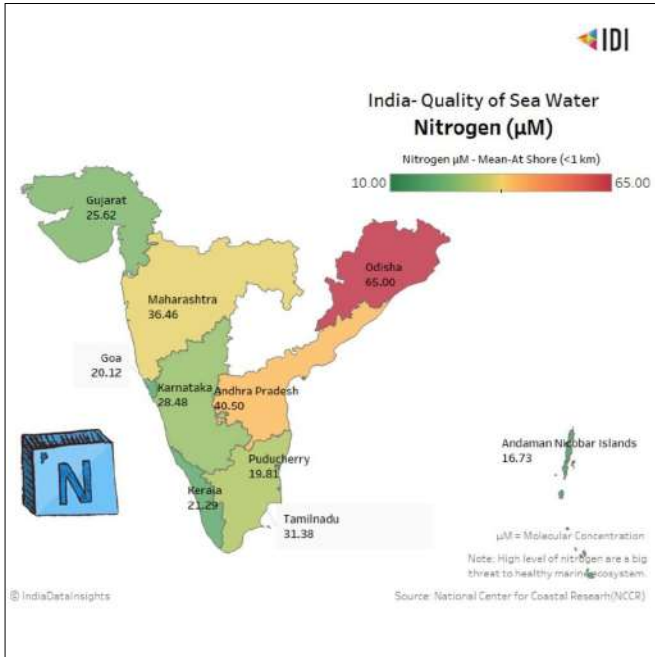 IDI
India- Quality of Sea Water
Nitrogen (µM)
Nitrogen µM - Mean-At Shore (<1 km)
10.00
65.00
Gujarat
25.62
Odisha
65.00
Maharashtra
36.46
Goa
20.12
Karnataka
28.48
Andhra Pradesh
40.50
Andaman Nicobar Islands
16.73
N
Puducherry
19.81
Kerala
21.29
Tamilnadu
31.38
µM = Molecular Concentration
Note: High level of nitrogen are a big
threat to healthy marine ecosystem.
© IndiaDataInsights
Source: National Center for Coastal Researh(NCCR)